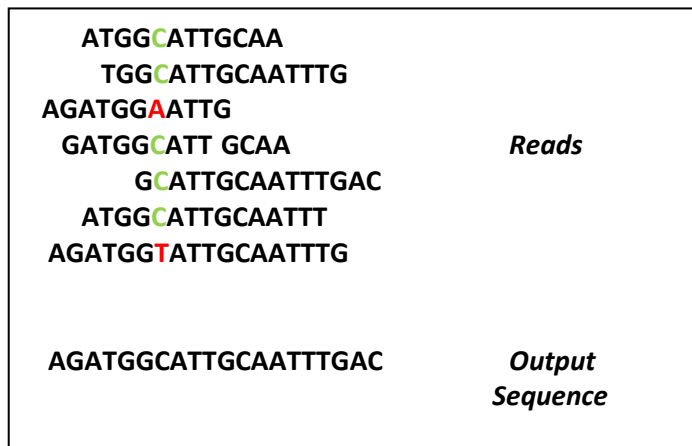 ATGGCATTGCAA
TGGCATTGCAATTTG
AGATGGAATTG
GATGGCATT GCAA Reads
GCATTGCAATTTGAC
ATGGCATTGCAATTT
AGATGGTATTGCAATTTG
AGATGGCATTGCAATTTGAC Output
Sequence